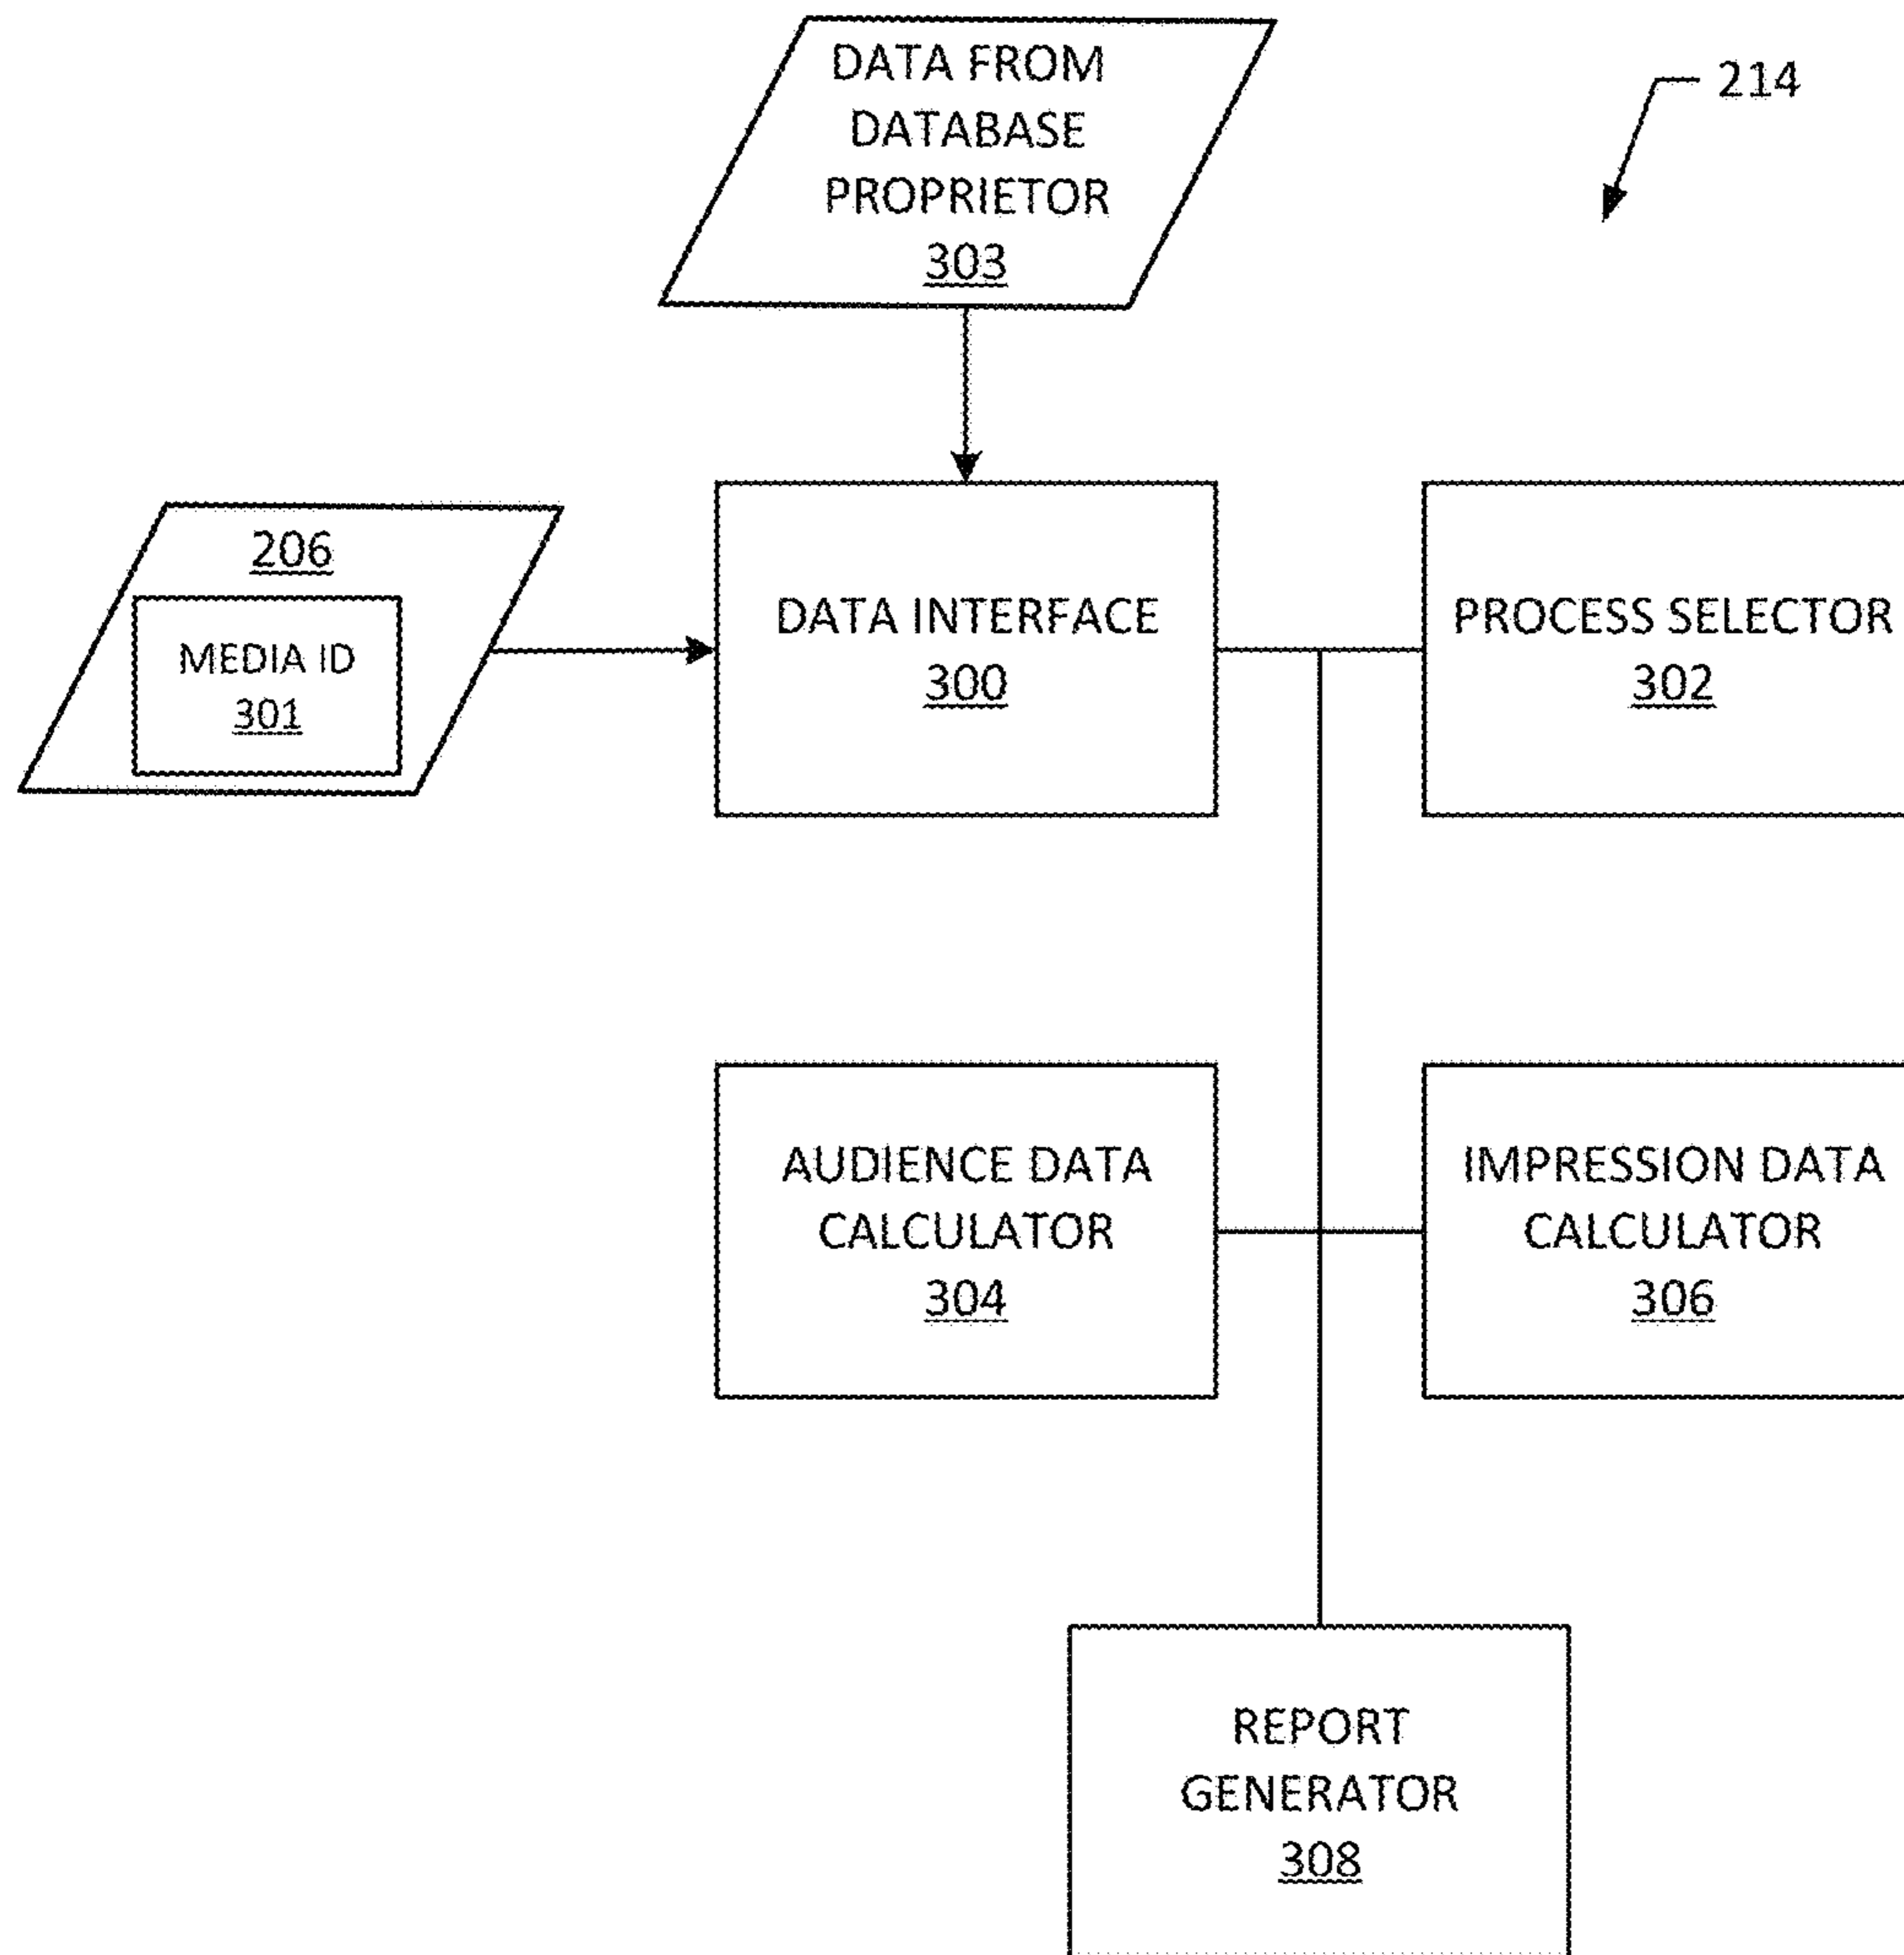 DATA FROM
DATABASE
PROPRIETOR
303
214
206
MEDIA ID
301
DATA INTERFACE
300
PROCESS SELECTOR
302
AUDIENCE DATA
CALCULATOR
304
IMPRESSION DATA
CALCULATOR
306
REPORT
GENERATOR
308